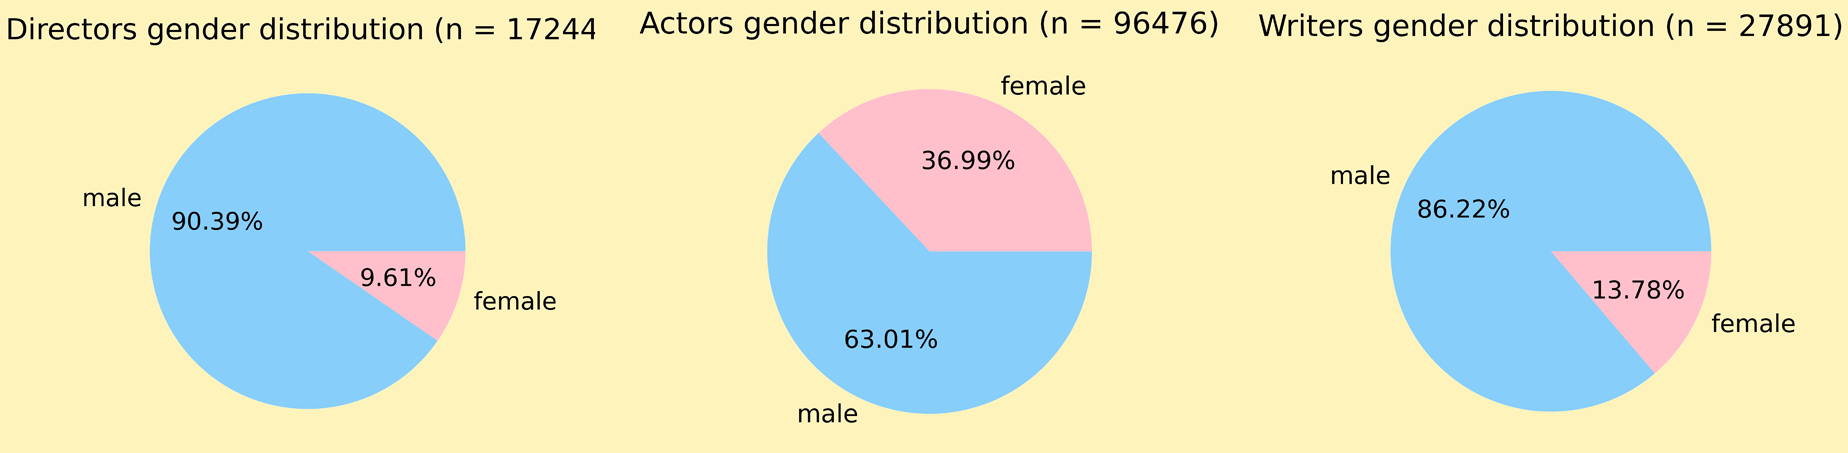 Directors gender distribution (n = 17244
male
90.39%
9.61%
female
Actors gender distribution (n = 96476)
female
36.99%
63.01%
male
Writers gender distribution (n = 27891)
male
86.22%
13.78%
female